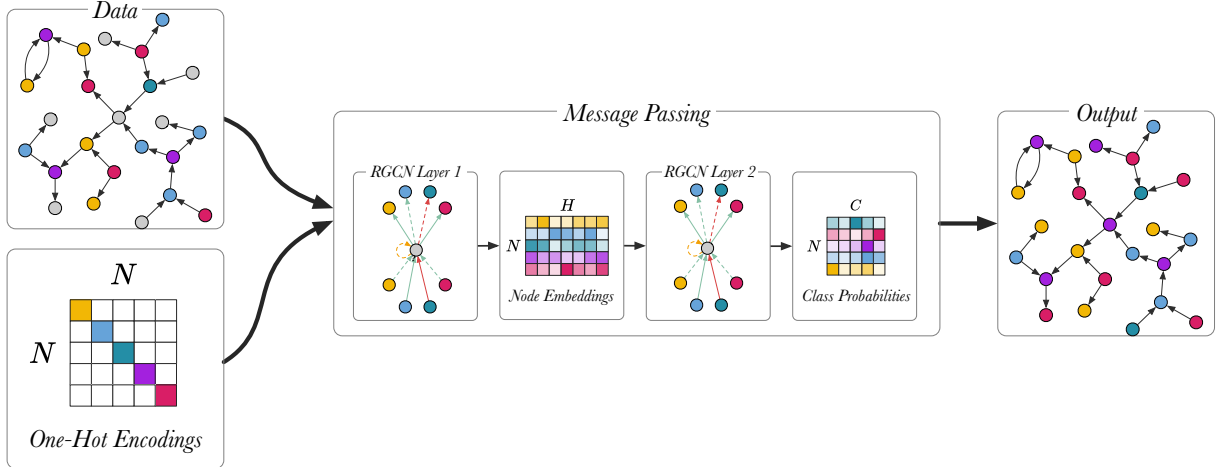 Data
N
N
One-Hot Encodings
Message Passing
RGCN Layer 1
H
N
Node Embeddings
RGCN Layer 2
C
N
Class Probabilities
Output